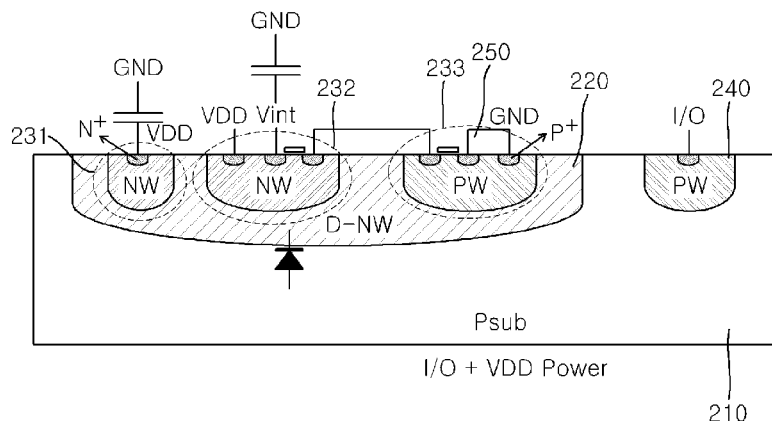 GND
GND
232
233
250
220
240
231
N+
VDD
VDD
Vint
GND
P+
I/O
NW
NW
PW
PW
D-NW
Psub
I/O + VDD Power
210